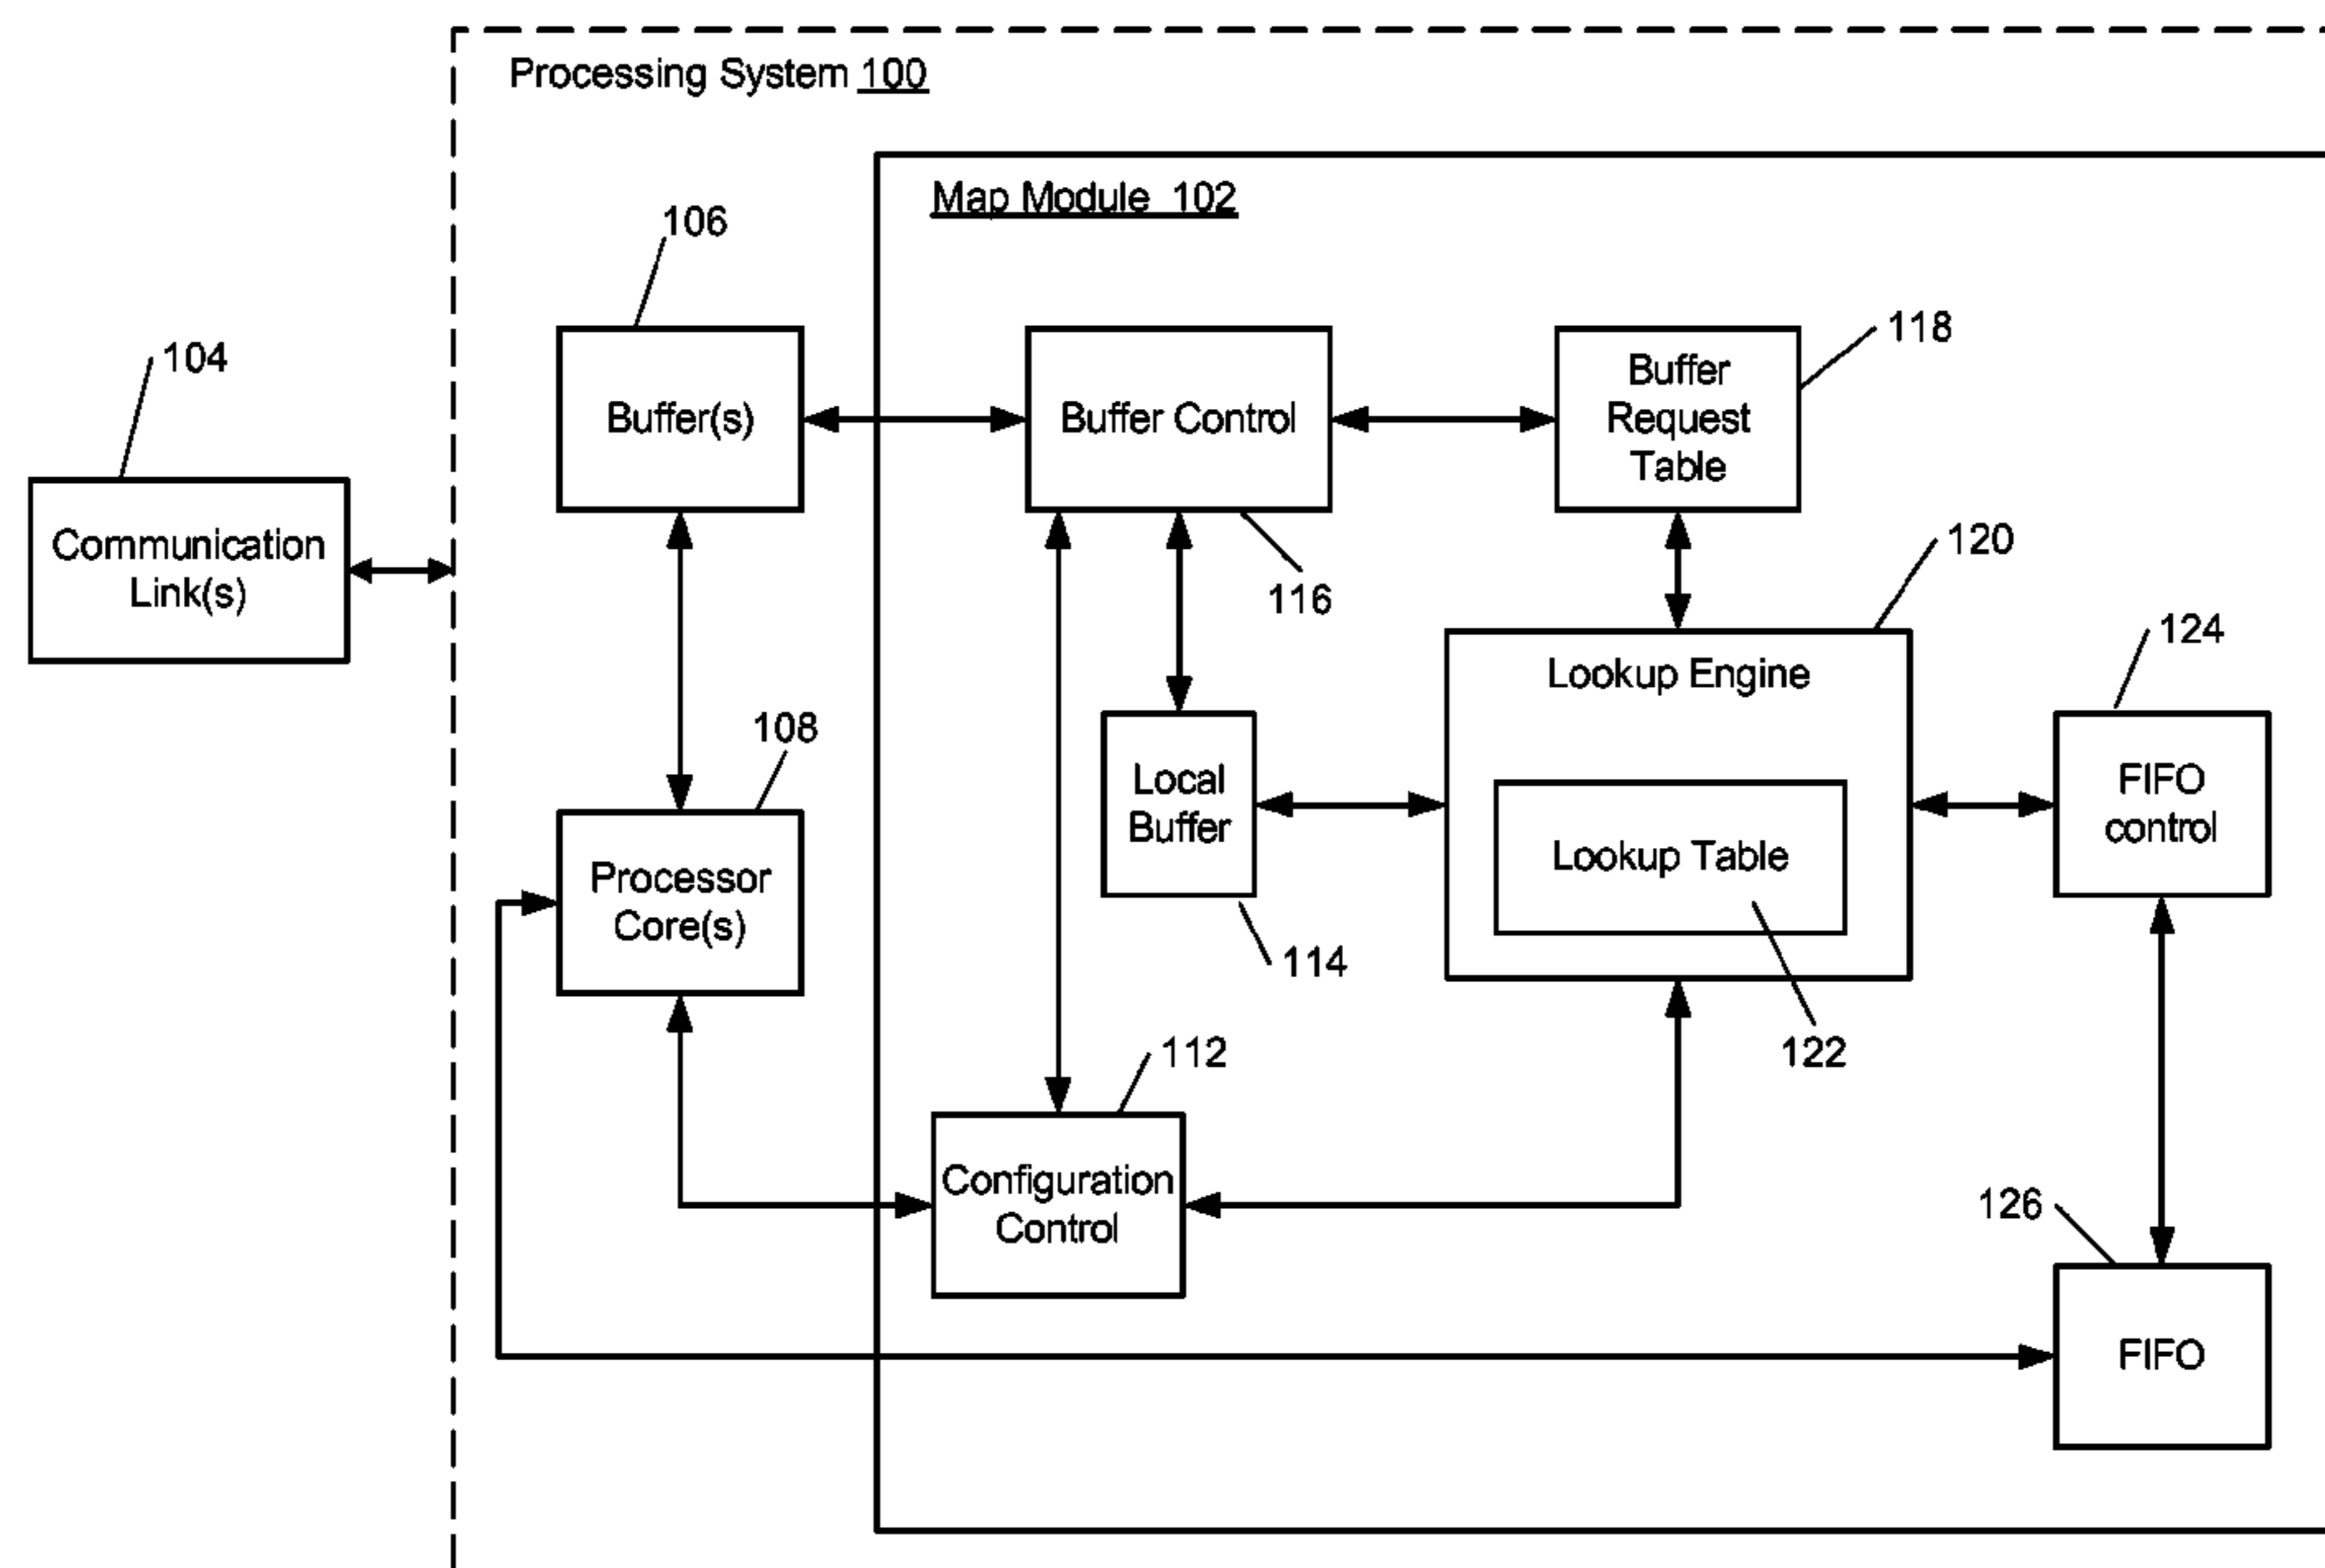 Processing System 100
Map Module 102
106
118
104
Buffer(s)
Buffer Control
Buffer
Request
Table
Communication
Link(s)
116
120
124
Lookup Engine
108
Local
Buffer
FIFO
control
Processor
Core(s)
Lookup Table
114
122
112
Configuration
Control
126
FIFO